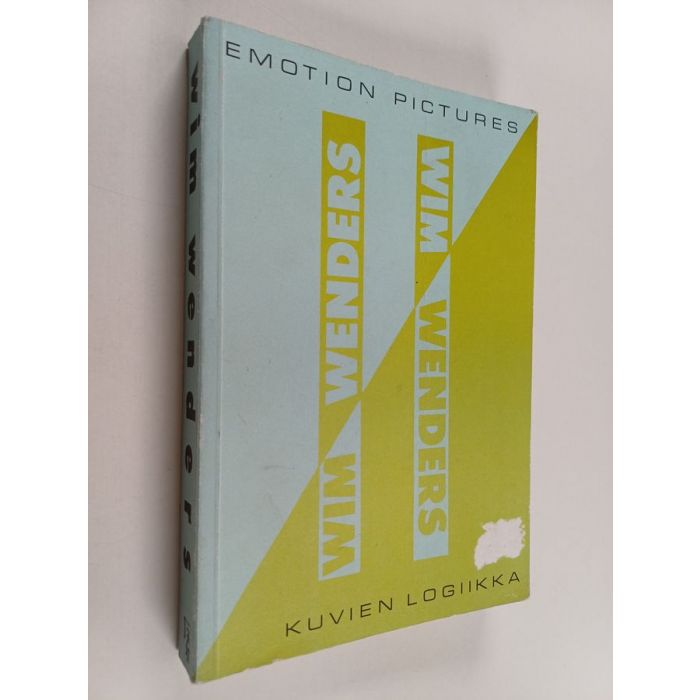 EMOTION PICTURES
WIM WENDERS
WIM WENDERS
KUVIEN LOGIIKKA
wim wenders